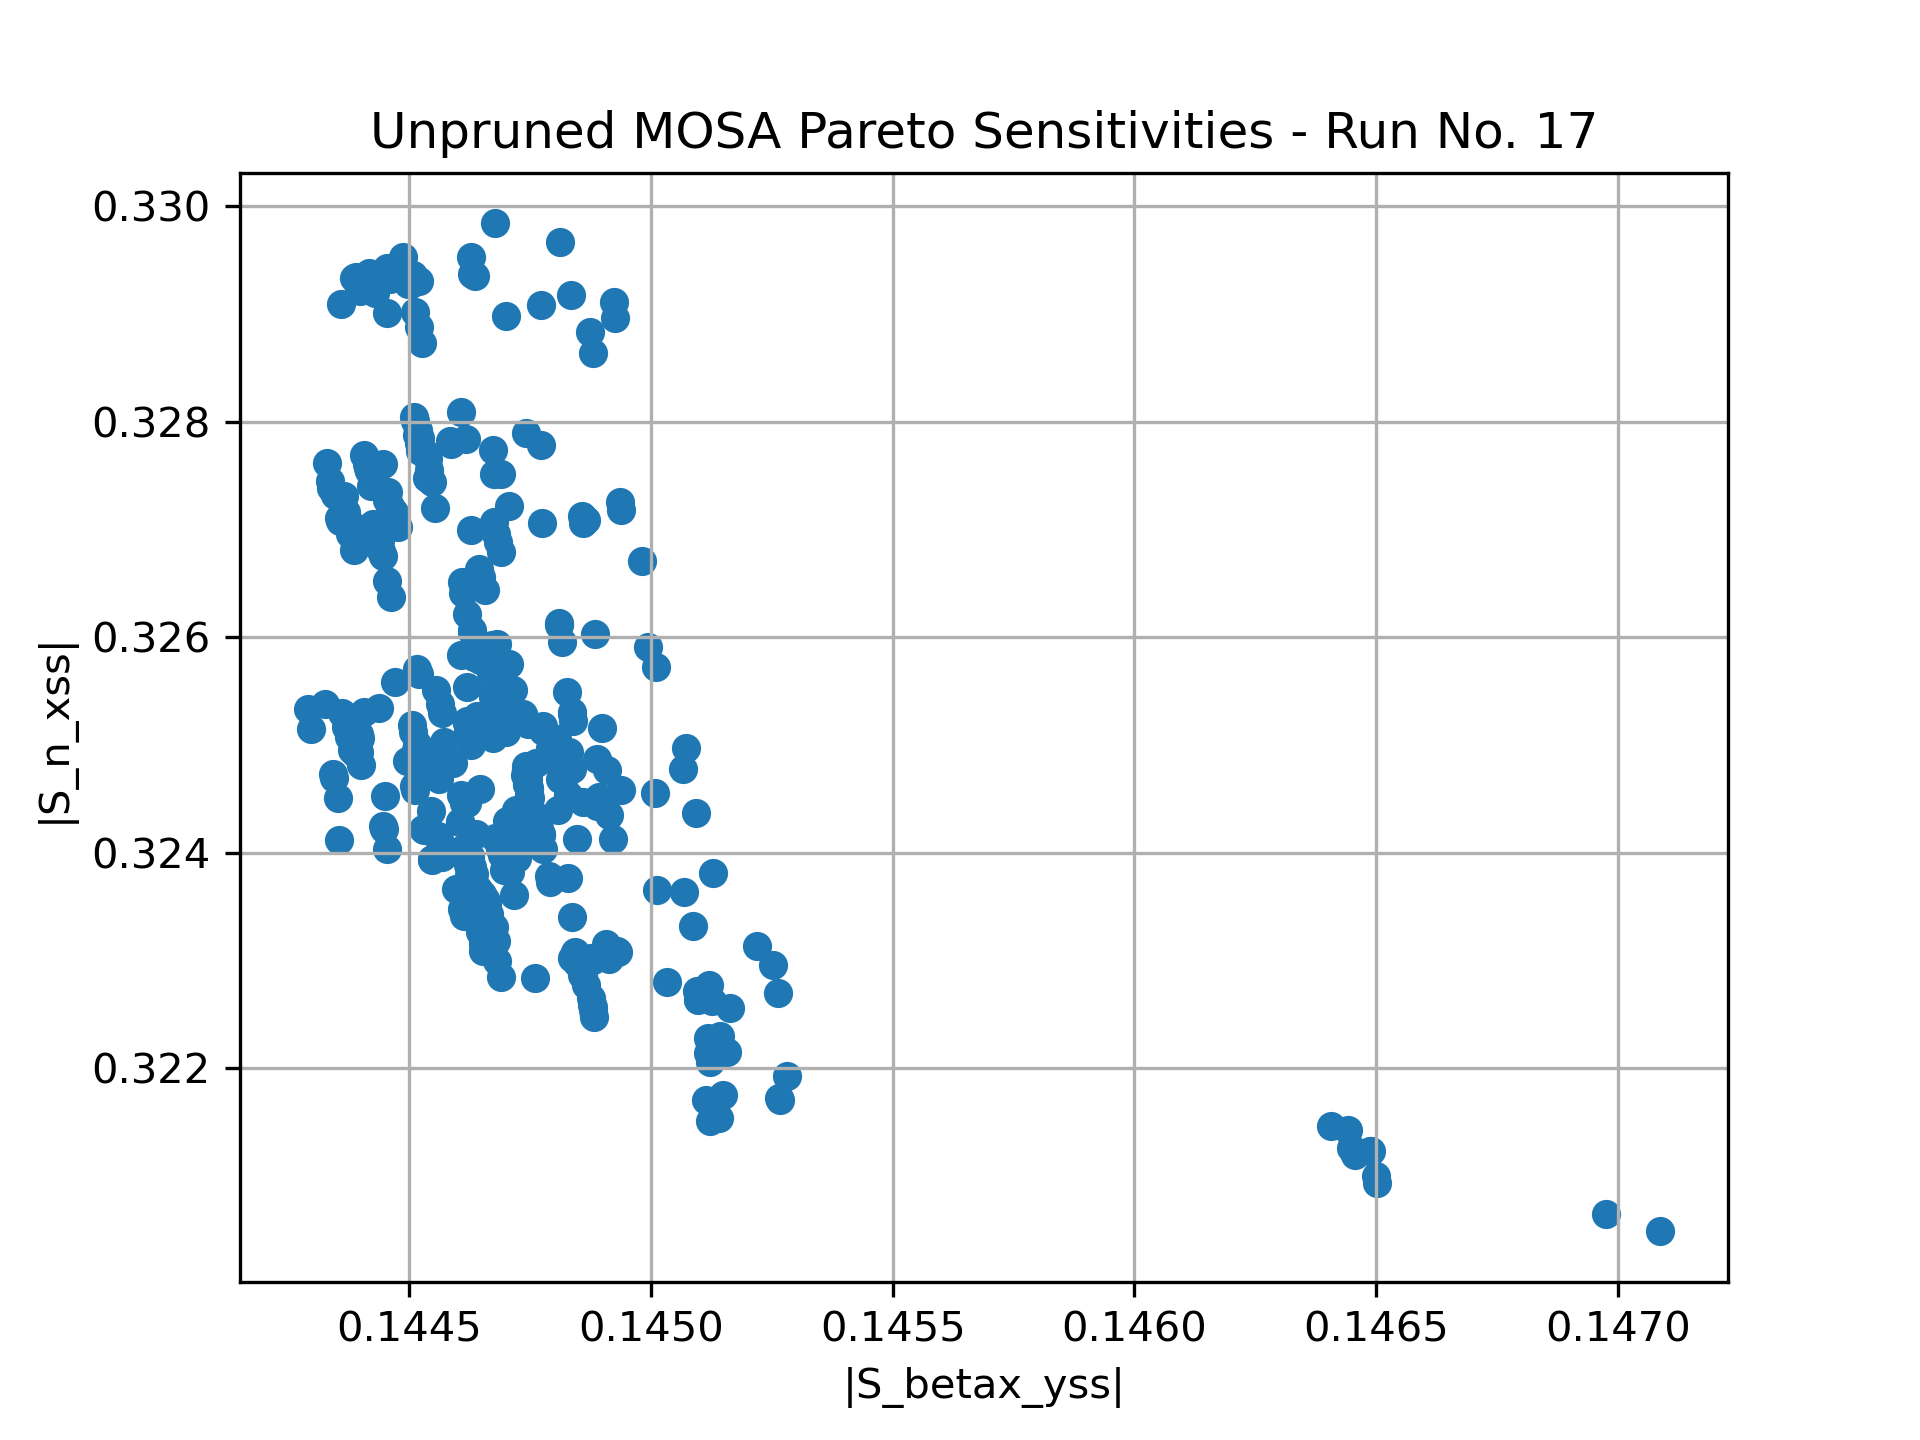 Unpruned MOSA Pareto Sensitivities - Run No. 17
0.330
0.328
0.326
0.324
0.322
|S_n_xss|
0.1445 0.1450 0.1455 0.1460 0.1465 0.1470
|S_betax_yss|